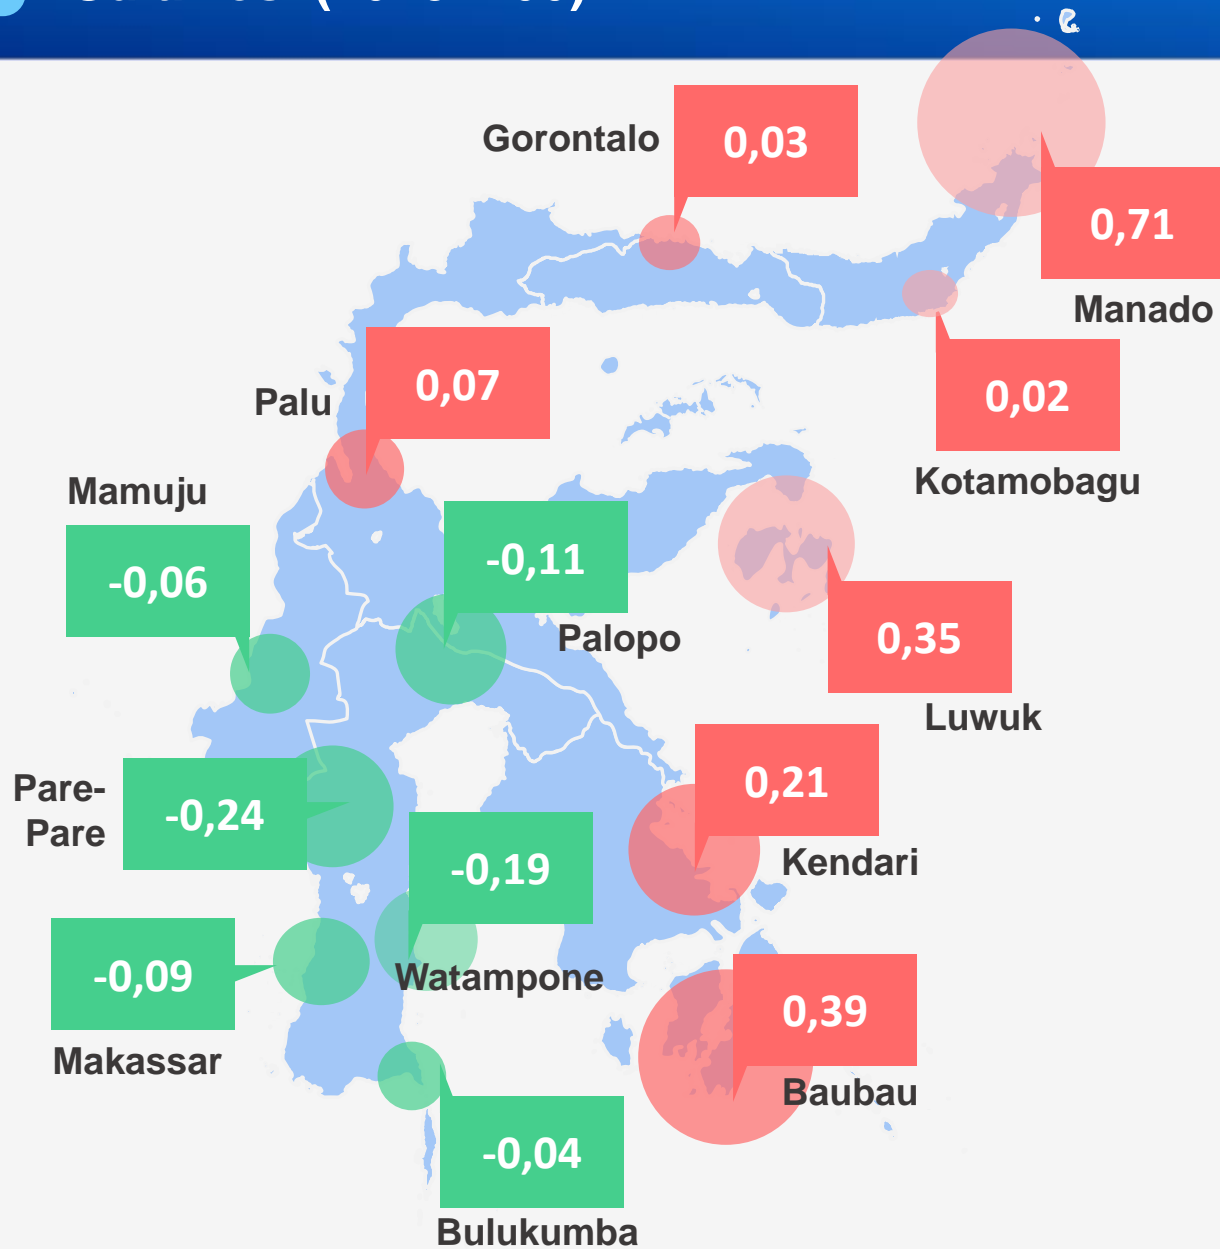 Gorontalo
0,03
0,71
Manado
0,07
Palu
0,02
Kotamobagu
Mamuju
-0,06
-0,11
Palopo
0,35
Luwuk
0,21
Kendari
Pare-
Pare
-0,24
-0,19
Watampone
-0,09
Makassar
0,39
Baubau
-0,04
Bulukumba